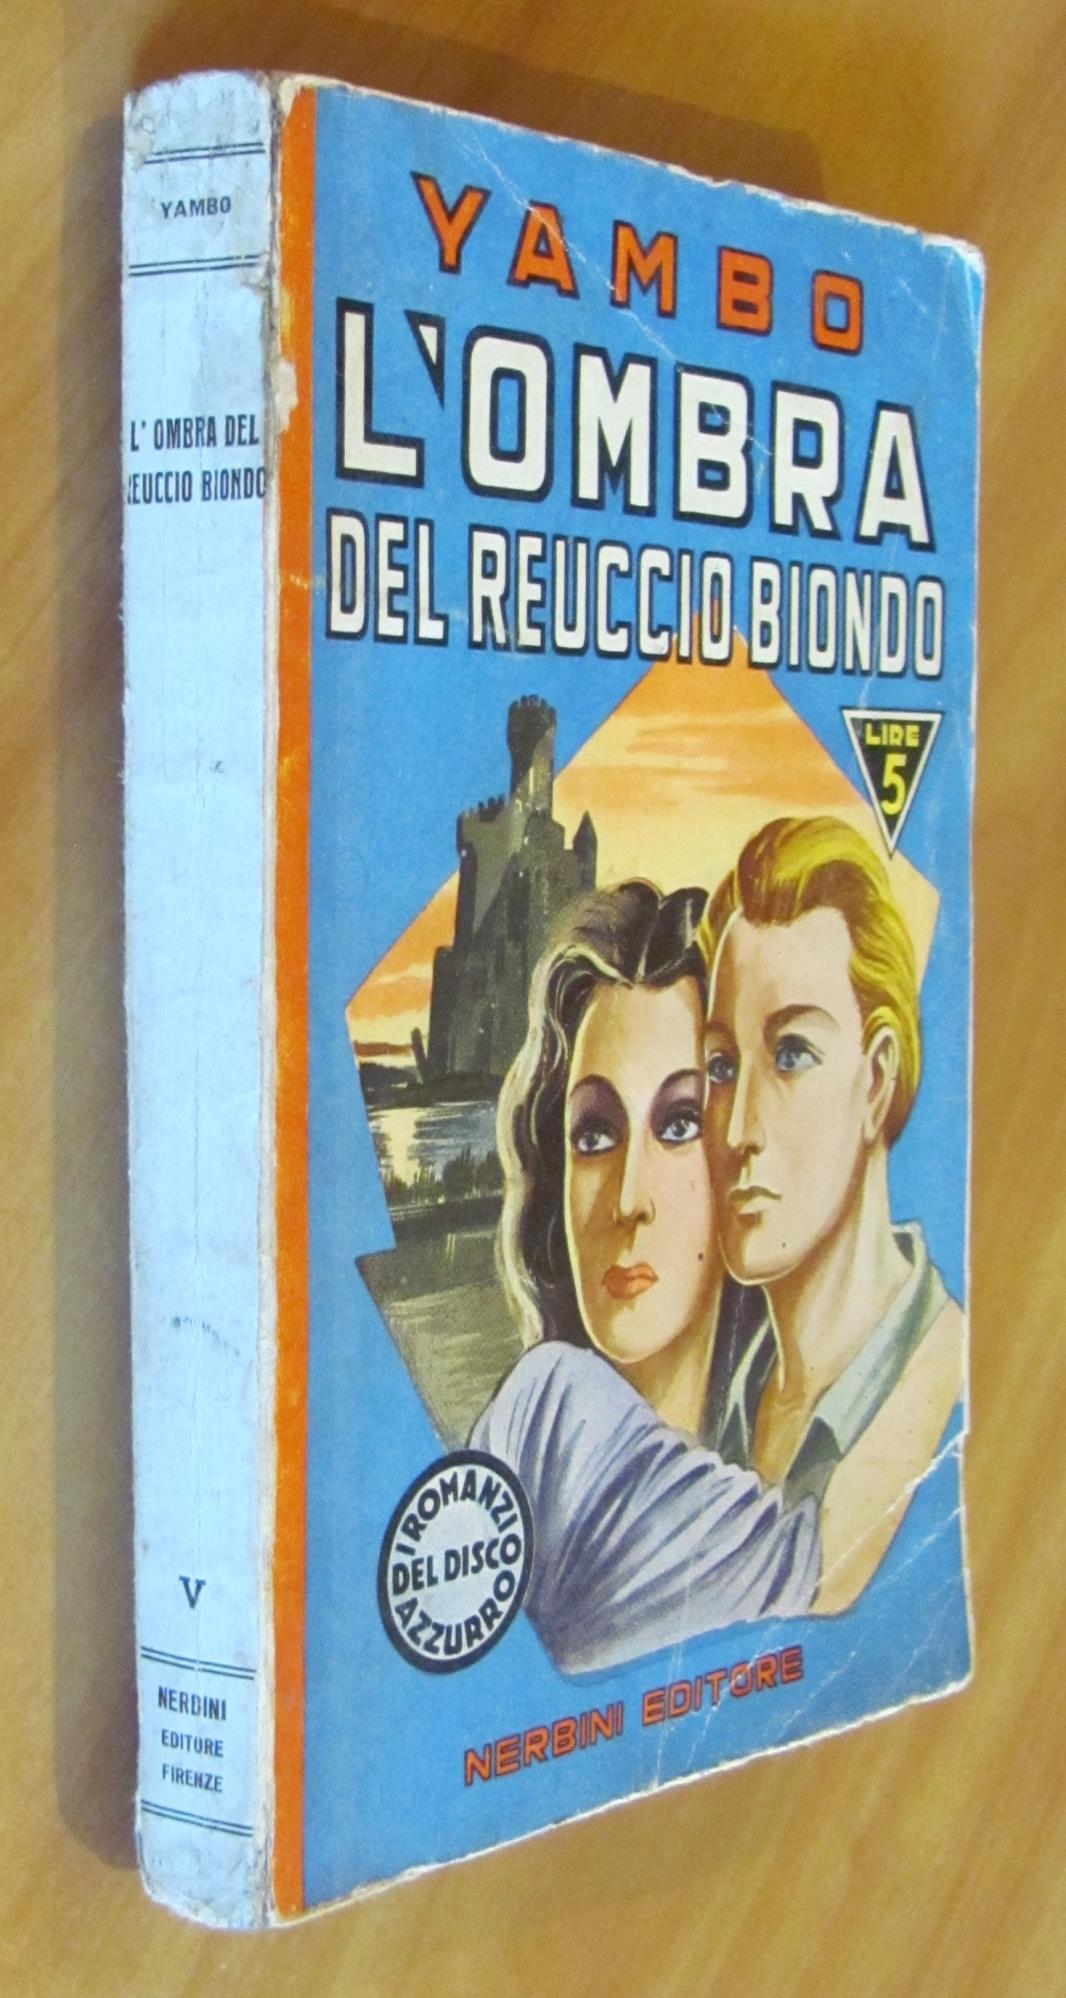 YAMBO
L' OMBRA DEL
REUCCIO BIONDO
V
NERBINI
EDITORE
FIRENZE
YAMBO
L'OMBRA
DEL REUCCIO BIONDO
LIRE
5
I ROMANZI
DEL DISCO
AZZURRO
NERBINI EDITORE